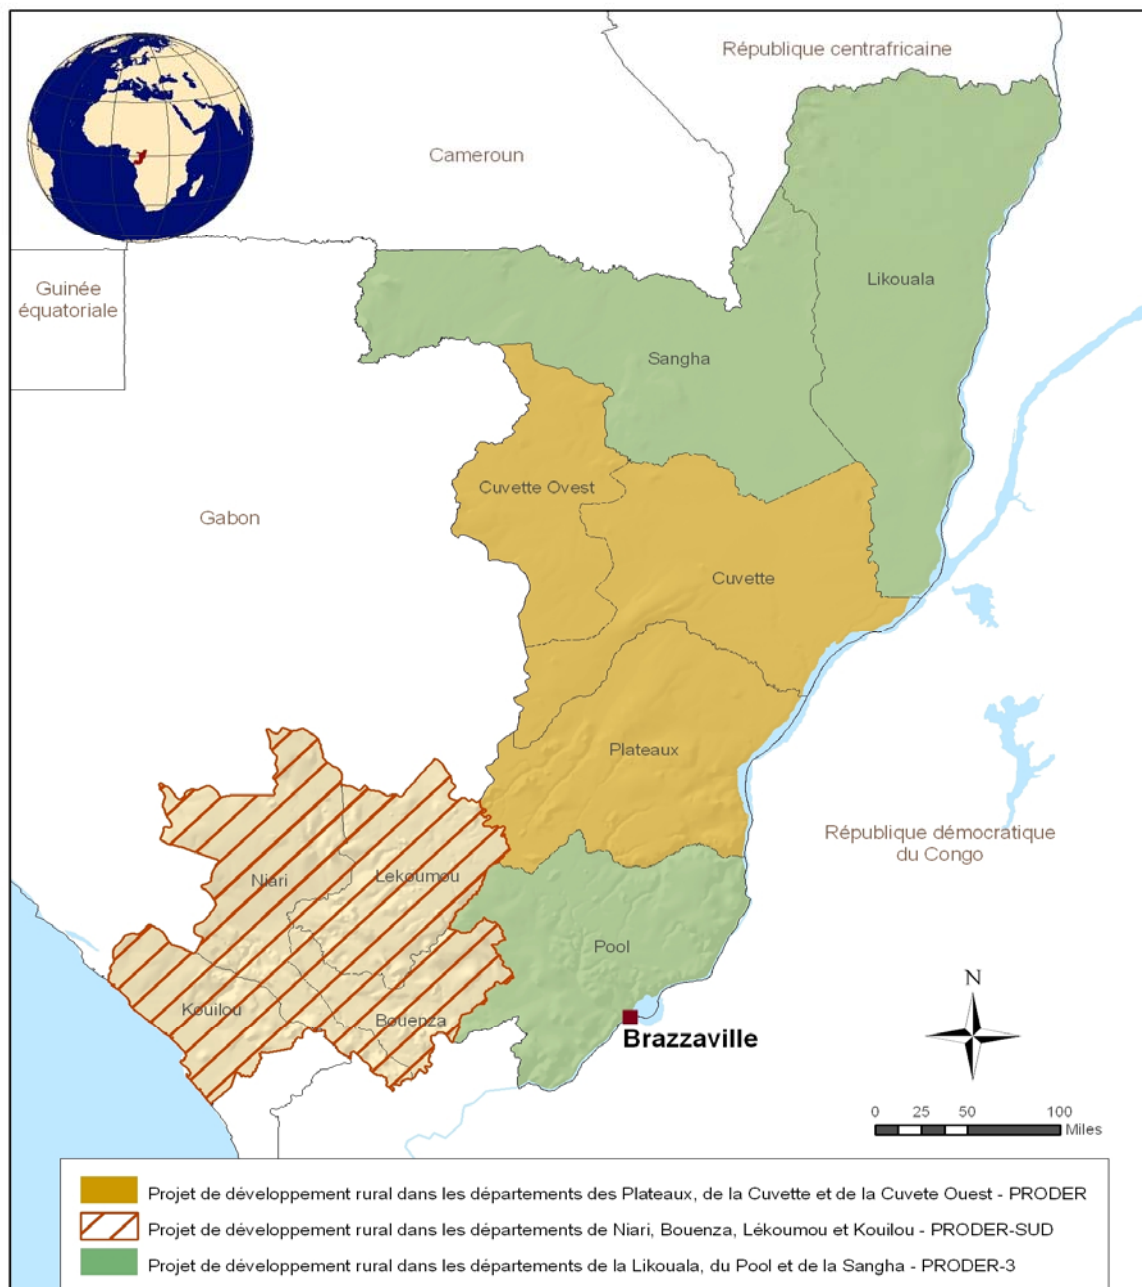 République centrafricaine
Cameroun
Guinée
équatoriale
Likouala
Sangha
Cuvette Ovest
Gabon
Cuvette
Plateaux
République démocratique
du Congo
Niari
Lekoumou
Pool
Kouilou
Bouenza
N
Brazzaville
0 25 50 100
Miles
Projet de développement rural dans les départements des Plateaux, de la Cuvette et de la Cuvete Ouest - PRODER
Projet de développement rural dans les départements de Niari, Bouenza, Lékoumou et Kouilou - PRODER-SUD
Projet de développement rural dans les départements de la Likouala, du Pool et de la Sangha - PRODER-3